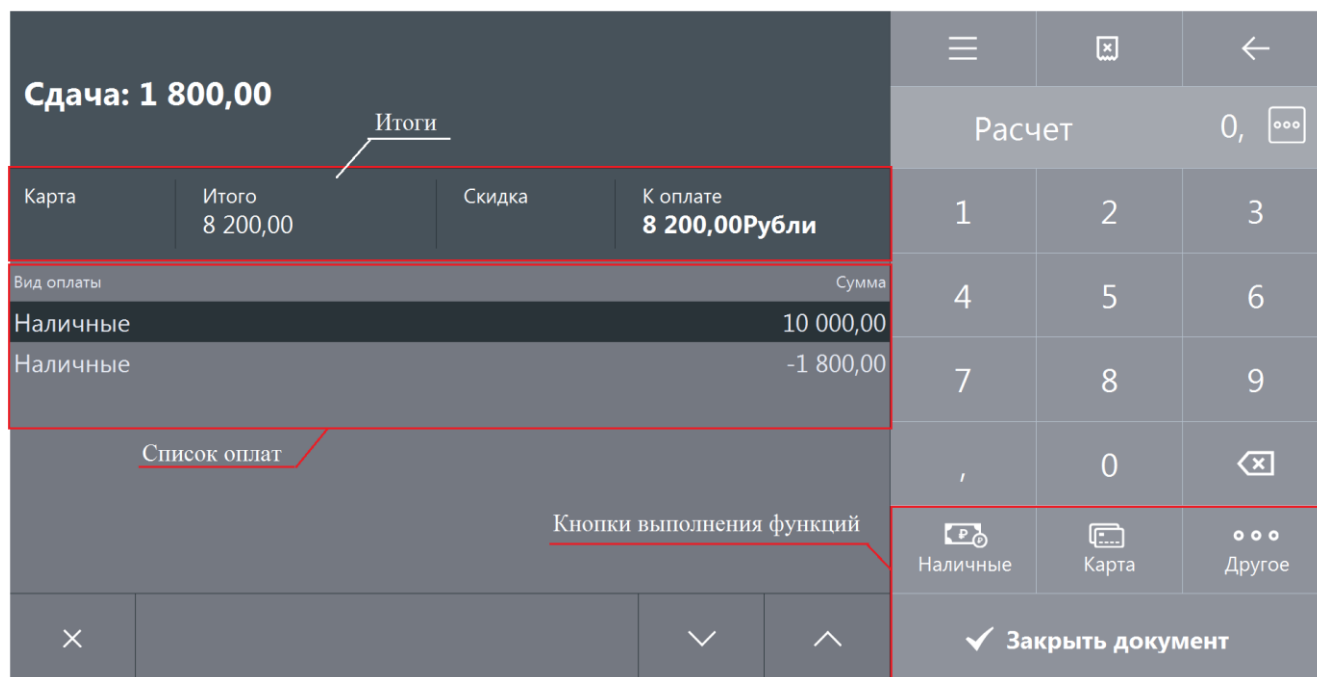 Сдача: 1 800,00
Итоги
Карта
Итого
8 200,00
Скидка
К оплате
8 200,00Рубли
Вид оплаты Сумма
Наличные 10 000,00
Наличные -1 800,00
Список оплат
Кнопки выполнения функций
Расчет 0,
1 2 3
4 5 6
7 8 9
, 0
Наличные Карта Другое
Закрыть документ